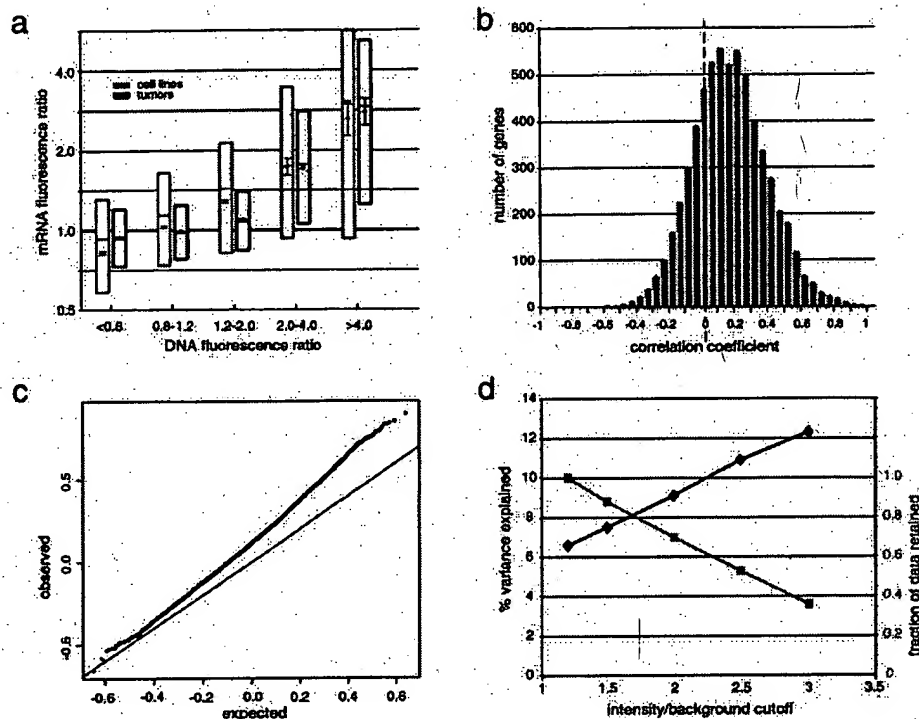 a
mRNA fluorescence ratio
4.0
2.0
1.0
cell lines
tumors
0.8-1.2 1.2-2.0 2.0-4.0 >4.0
DNA fluorescence ratio
b
number of genes
600
500
400
300
200
100
0
-1 -0.8 -0.6 -0.4 -0.2 0 0.2 0.4 0.6 0.8 1
correlation coefficient
c
observed
0.5
0.0
-0.6 -0.4 -0.2 0.0 0.2 0.4 0.6
expected
d
% variance explained
14
12
10
8
6
4
2
0
1 1.5 2 2.5 3 3.5
intensity/background cutoff
1.0
0.8
0.6
0.4
0.2
0
fraction of data retained